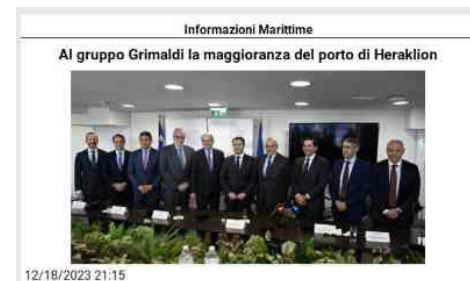 Informazioni Marittime
Al gruppo Grimaldi la maggioranza del porto di Heraklion
12/18/2023 21:15